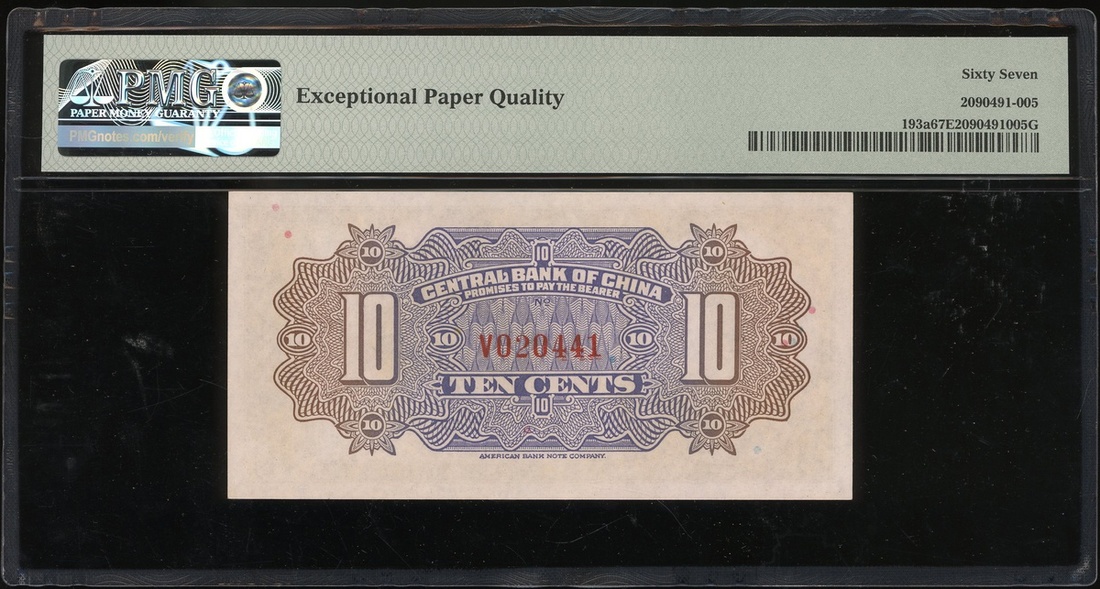 PMG
PAPER MONEY GUARANTY
PMGnotes.com/verify
Exceptional Paper Quality
Sixty Seven
2090491-005
193a67E2090491005G
10
10 10
CENTRAL BANK OF CHINA
PROMISES TO PAY THE BEARER
No
10 10
10 10 V020441 10 10
TEN CENTS
10
10 10
AMERICAN BANK NOTE COMPANY.